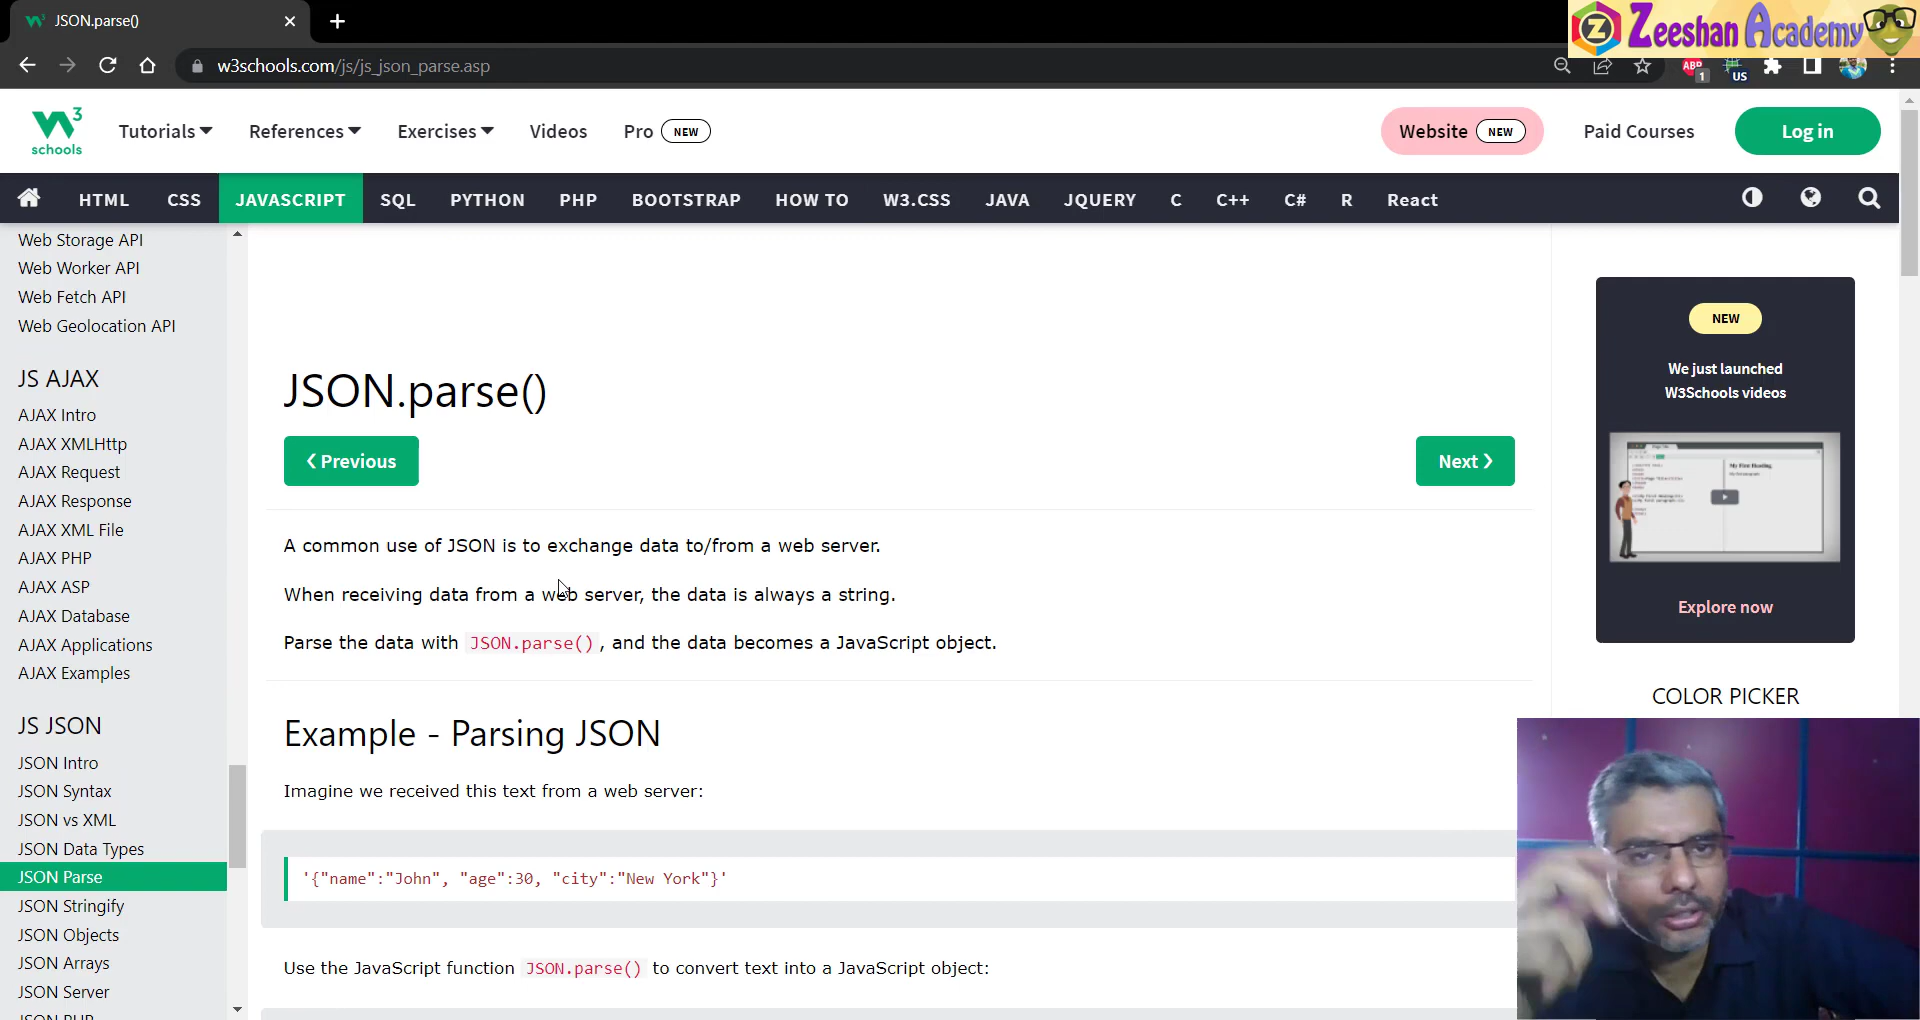 JSON.parse()
Zeeshan Academy
w3schools.com/js/js_json_parse.asp
ABP
1
US
W3
schools
Tutorials
References
Exercises
Videos
Pro
NEW
Website
NEW
Paid Courses
Log in
HTML
CSS
JAVASCRIPT
SQL
PYTHON
PHP
BOOTSTRAP
HOW TO
W3.CSS
JAVA
JQUERY
C
C++
C#
R
React
Web Storage API
Web Worker API
Web Fetch API
Web Geolocation API
JS AJAX
AJAX Intro
AJAX XMLHttp
AJAX Request
AJAX Response
AJAX XML File
AJAX PHP
AJAX ASP
AJAX Database
AJAX Applications
AJAX Examples
JS JSON
JSON Intro
JSON Syntax
JSON vs XML
JSON Data Types
JSON Parse
JSON Stringify
JSON Objects
JSON Arrays
JSON Server
JSON PHP
JSON.parse()
❮ Previous
Next ❯
A common use of JSON is to exchange data to/from a web server.
When receiving data from a web server, the data is always a string.
Parse the data with JSON.parse(), and the data becomes a JavaScript object.
Example - Parsing JSON
Imagine we received this text from a web server:
'{"name":"John", "age":30, "city":"New York"}'
Use the JavaScript function JSON.parse() to convert text into a JavaScript object:
NEW
We just launched
W3Schools videos
My First Heading
Explore now
COLOR PICKER